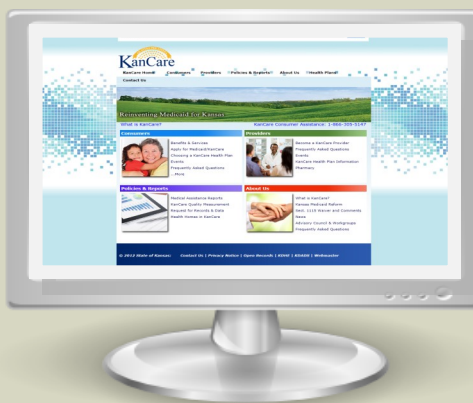 KanCare
KanCare Home Consumers Providers Policies & Reports About Us Health Plans
Contact Us
Reinventing Medicaid for Kansas
What is KanCare? KanCare Consumer Assistance: 1-866-305-5147
Consumers
Benefits & Services
Apply for Medicaid/KanCare
Choosing a KanCare Health Plan
Events
Frequently Asked Questions
...More
Providers
Become a KanCare Provider
Frequently Asked Questions
Events
KanCare Health Plan Information
Pharmacy
Policies & Reports
Medical Assistance Reports
KanCare Quality Measurement
Request for Records & Data
Health Homes in KanCare
About Us
What is KanCare?
Kansas Medicaid Reform
Sect. 1115 Waiver and Comments
News
Advisory Council & Workgroups
Frequently Asked Questions
© 2012 State of Kansas: Contact Us | Privacy Notice | Open Records | KDHE | KDADS | Webmaster